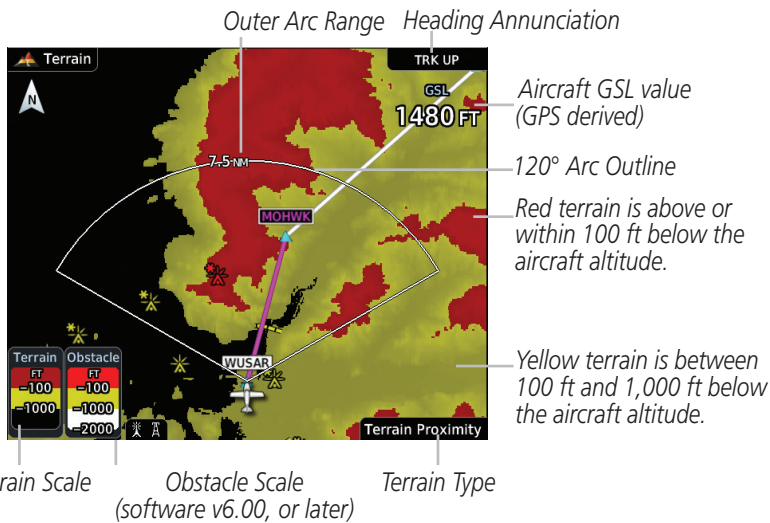 Outer Arc Range
Heading Annunciation
Terrain
TRK UP
N
GSL
1480 FT
Aircraft GSL value
(GPS derived)
7.5 NM
120° Arc Outline
MOHWK
Red terrain is above or
within 100 ft below the
aircraft altitude.
WUSAR
Yellow terrain is between
100 ft and 1,000 ft below
the aircraft altitude.
Terrain
FT
-100
-1000
Obstacle
FT
-100
-1000
-2000
Terrain Proximity
rain Scale
Obstacle Scale
(software v6.00, or later)
Terrain Type